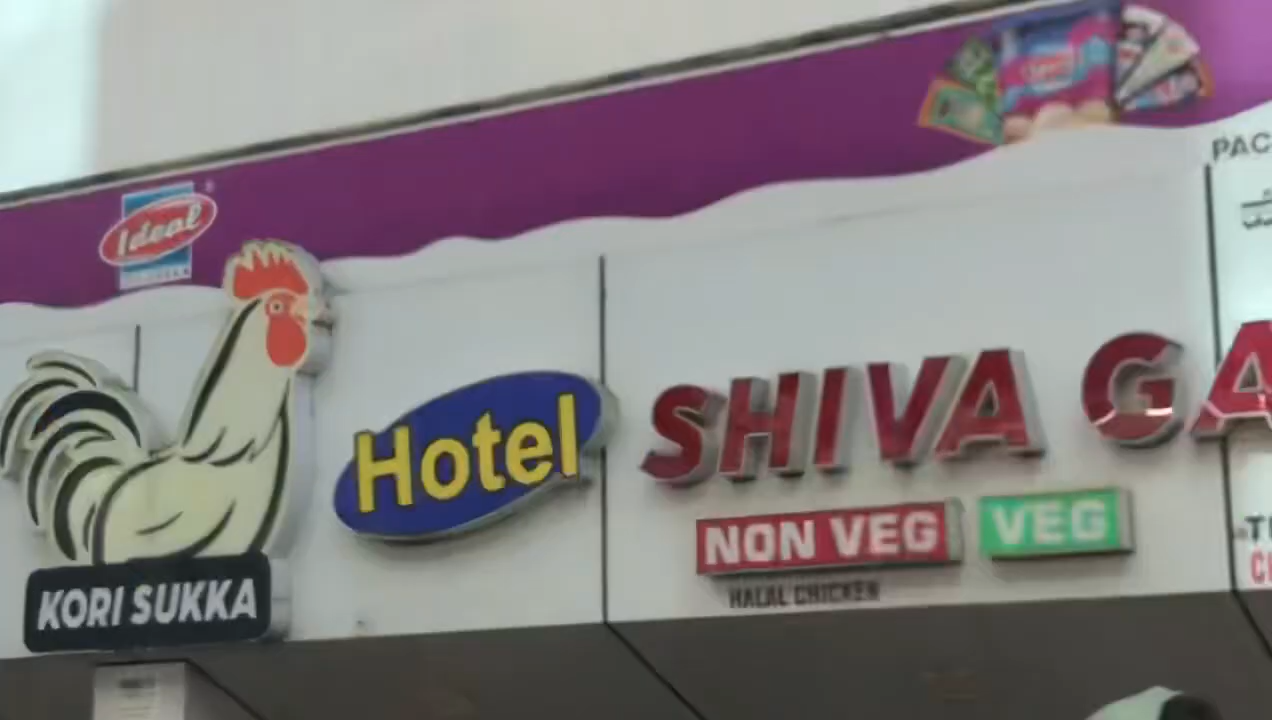 Ideal
PAC
Hotel
SHIVA GA
NON VEG VEG
HALAL CHICKEN
KORI SUKKA